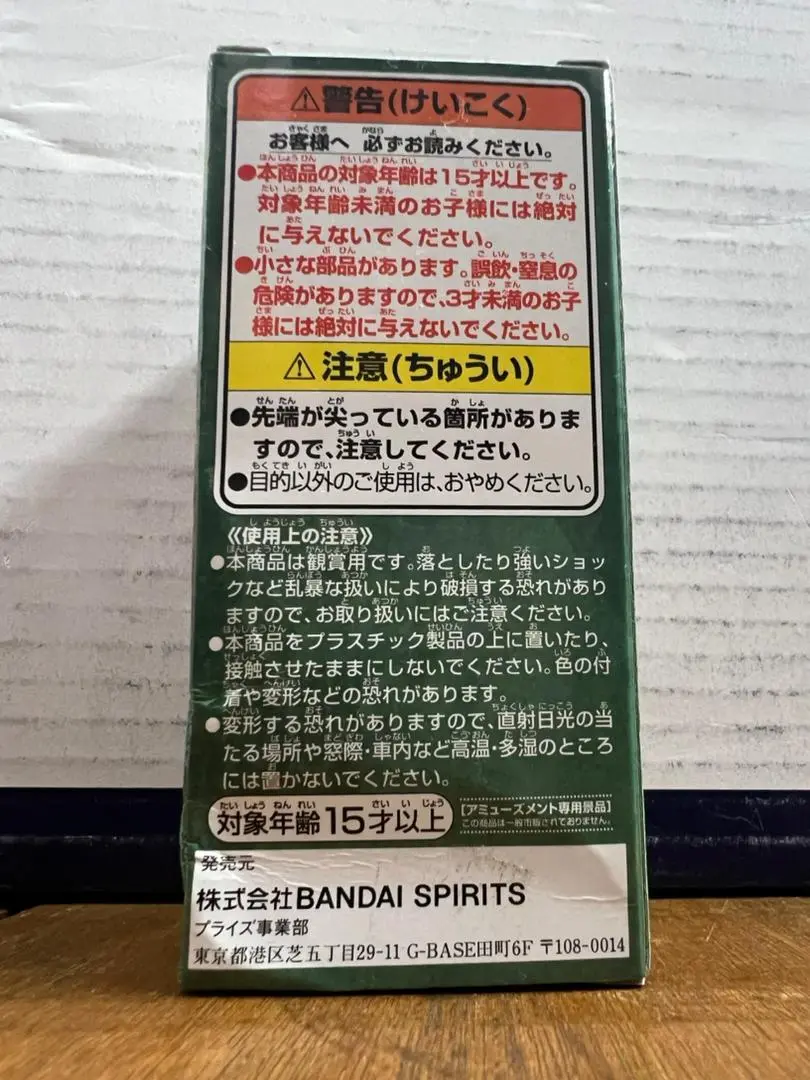 ⚠警告(けいこく)
お客様へ 必ずお読みください。
●本商品の対象年齢は15才以上です。
対象年齢未満のお子様には絶対
に与えないでください。
●小さな部品があります。誤飲・窒息の
危険がありますので、3才未満のお子
様には絶対に与えないでください。
⚠注意(ちゅうい)
●先端が尖っている箇所がありま
すので、注意してください。
●目的以外のご使用は、おやめください。
《使用上の注意》
●本商品は観賞用です。落としたり強いショッ
クなど乱暴な扱いにより破損する恐れがあり
ますので、お取り扱いにはご注意ください。
●本商品をプラスチック製品の上に置いたり、
接触させたままにしないでください。色の付
着や変形などの恐れがあります。
●変形する恐れがありますので、直射日光の当
たる場所や窓際・車内など高温・多湿のところ
には置かないでください。
対象年齢15才以上
【アミューズメント専用景品】
この商品は一般市販されておりません。
発売元
株式会社BANDAI SPIRITS
プライズ事業部
東京都港区芝五丁目29-11 G-BASE田町6F 〒108-0014